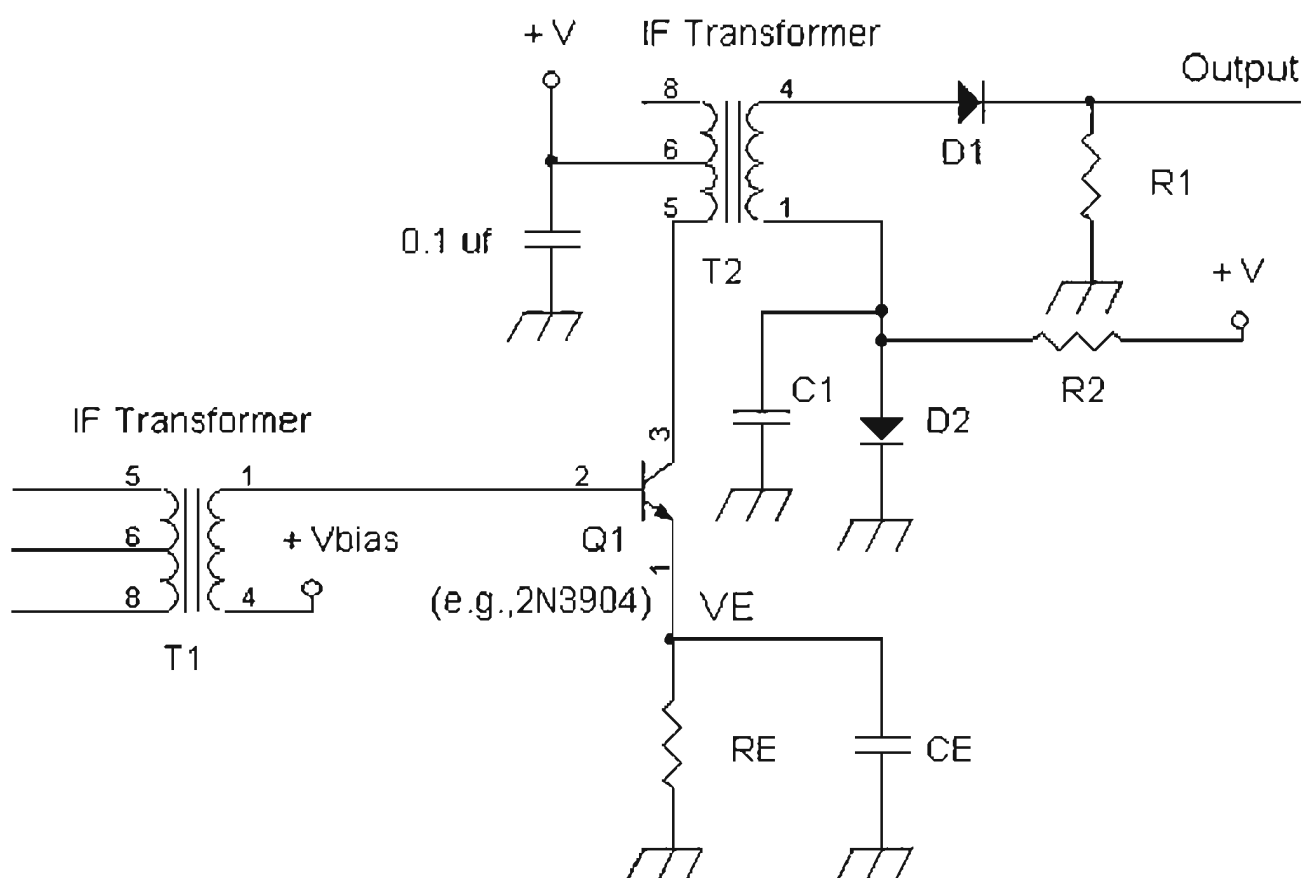 + V
IF Transformer
Output
8
4
6
D1
R1
5
1
0.1 uf
T2
+ V
C1
R2
IF Transformer
3
D2
5
1
2
6
+ Vbias
Q1
8
4
(e.g.,2N3904)
1
VE
T1
RE
CE